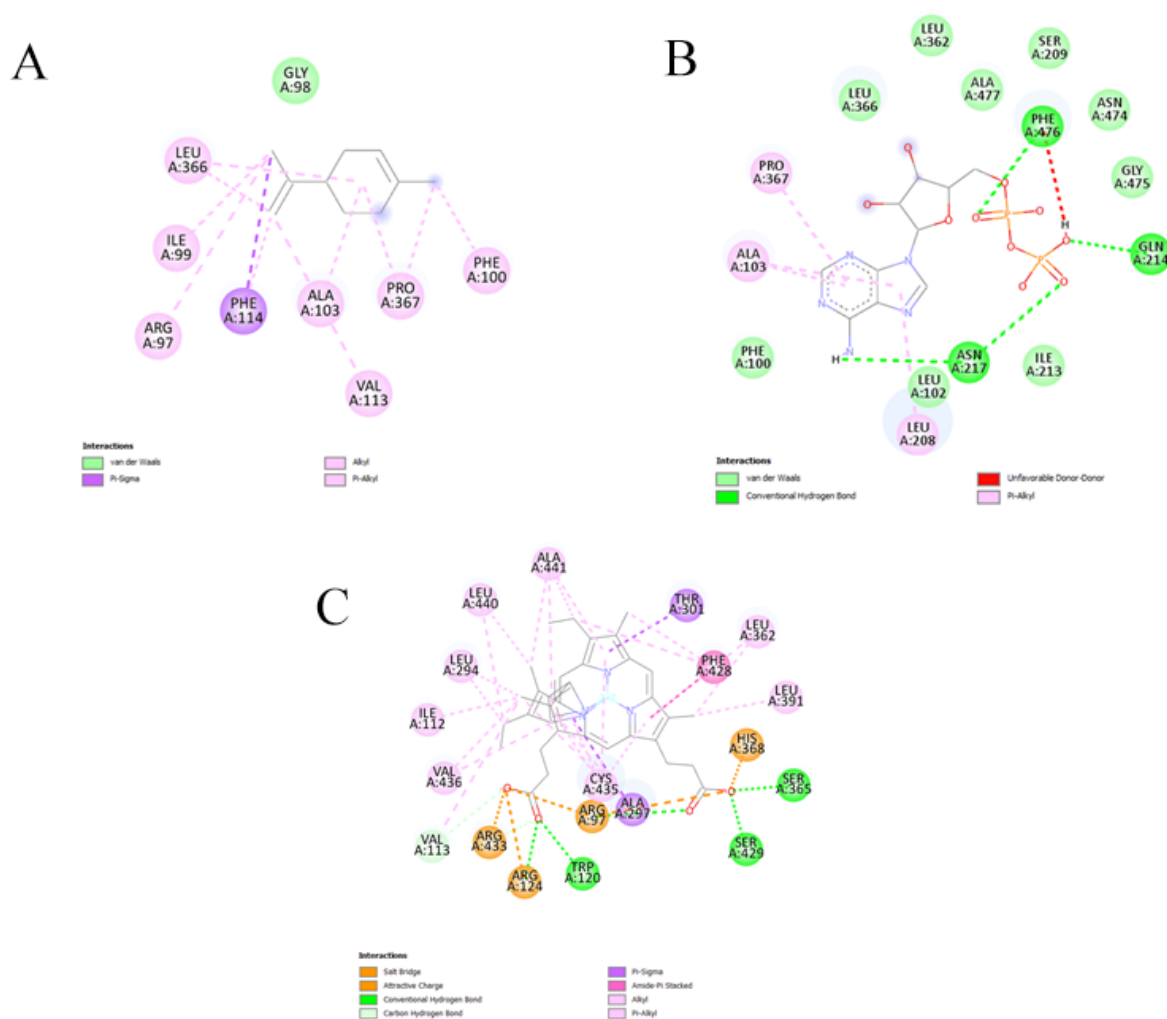 A
GLY
A:98
LEU
A:366
ILE
A:99
ARG
A:97
PHE
A:114
ALA
A:103
PRO
A:367
PHE
A:100
VAL
A:113
Interactions
van der Waals
Pi-Sigma
Alkyl
Pi-Alkyl
B
LEU
A:362
SER
A:209
LEU
A:366
ALA
A:477
ASN
A:474
PHE
A:476
GLY
A:475
PRO
A:367
GLN
A:214
ALA
A:103
PHE
A:100
ASN
A:217
ILE
A:213
LEU
A:102
LEU
A:208
O
O
O
O
O
P
O
O
H
O
O
P
O
O
N
N
N
N
N
H
Interactions
van der Waals
Conventional Hydrogen Bond
Unfavorable Donor-Donor
Pi-Alkyl
C
ALA
A:441
LEU
A:440
THR
A:301
LEU
A:362
LEU
A:294
PHE
A:428
ILE
A:112
LEU
A:391
VAL
A:436
HIS
A:368
CYS
A:435
SER
A:365
ARG
A:97
ALA
A:297
VAL
A:113
ARG
A:433
SER
A:429
ARG
A:124
TRP
A:120
N
N
N
O
O
O
O
Interactions
Salt Bridge
Attractive Charge
Conventional Hydrogen Bond
Carbon Hydrogen Bond
Pi-Sigma
Amide-Pi Stacked
Alkyl
Pi-Alkyl